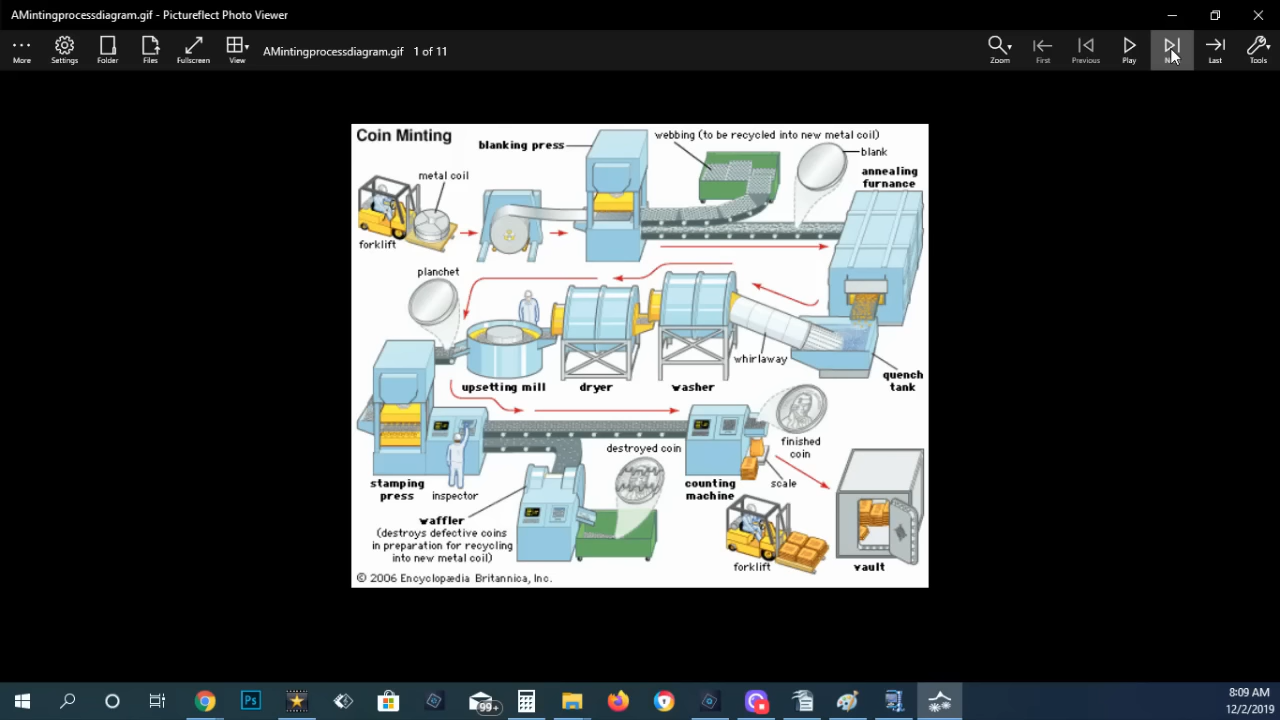 AMintingprocessdiagram.gif - Pictureflect Photo Viewer
More
Settings
Folder
Files
Fullscreen
View
AMintingprocessdiagram.gif 1 of 11
Zoom
First
Previous
Play
Last
Tools
Coin Minting
blanking press
webbing (to be recycled into new metal coil)
blank
annealing
furnance
metal coil
forklift
planchet
whirlaway
upsetting mill
dryer
washer
quench
tank
destroyed coin
finished
coin
stamping
press
inspector
counting
machine
scale
waffler
(destroys defective coins
in preparation for recycling
into new metal coil)
forklift
vault
© 2006 Encyclopædia Britannica, Inc.
Ps
99+
8:09 AM
12/2/2019